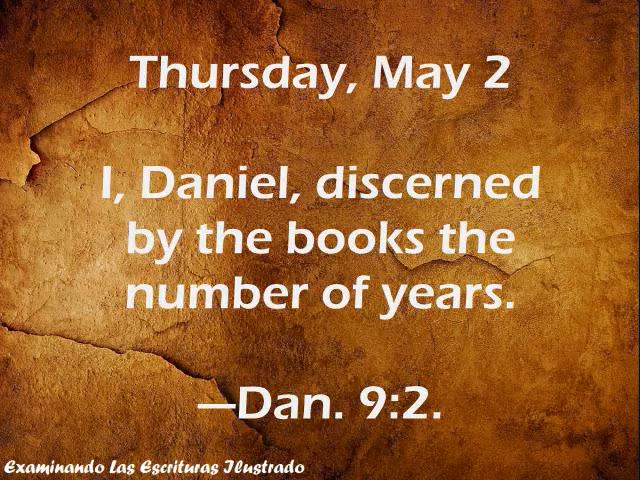 Thursday, May 2
I, Daniel, discerned
by the books the
number of years.
—Dan. 9:2.
Examinando Las Escrituras Ilustrado